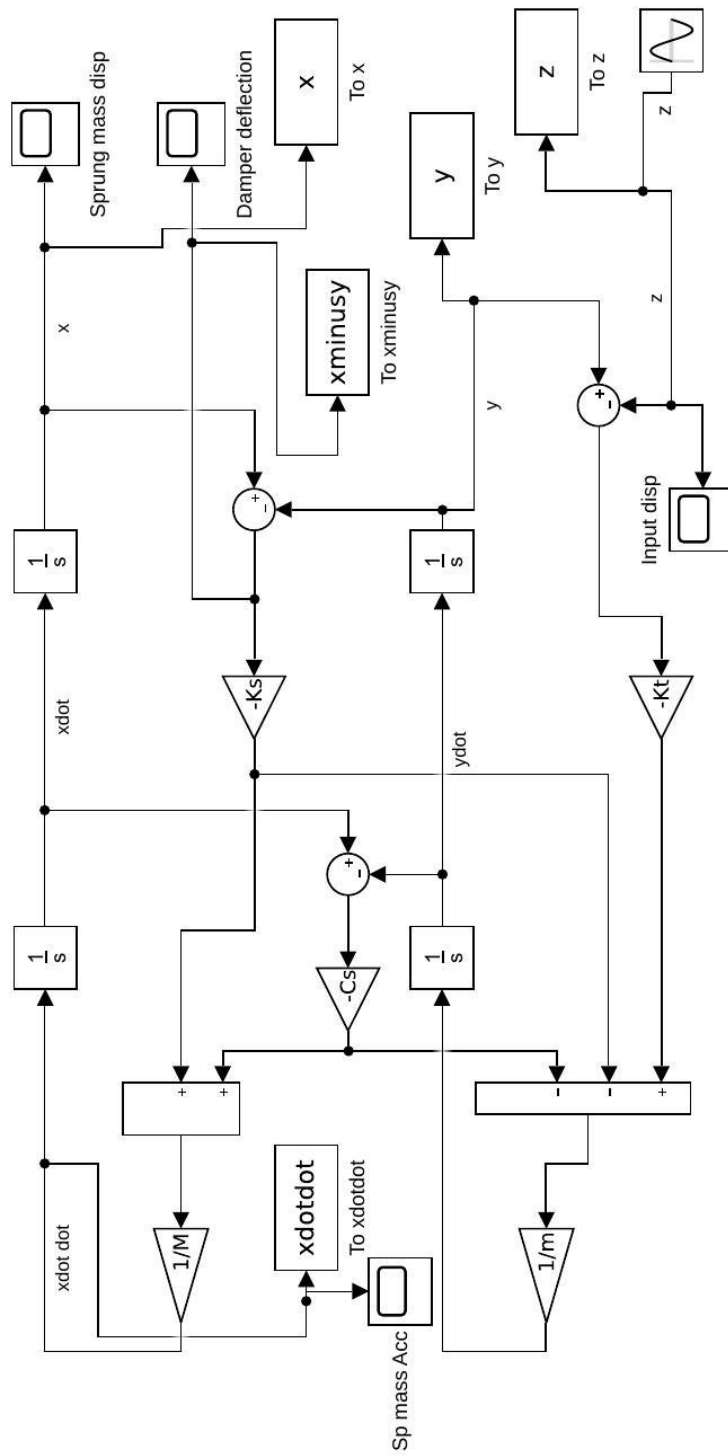 xdot dot
1
s
xdot
1
s
x
Sprung mass disp
1/M
+
+
-Ks
-
+
Damper deflection
x
To x
xdotdot
To xdotdot
xminusy
To xminusy
-Cs
-
+
Sp mass Acc
1
s
ydot
1
s
y
y
To y
1/m
-
-
+
z
To z
-
+
-Kt
Input disp
z
z